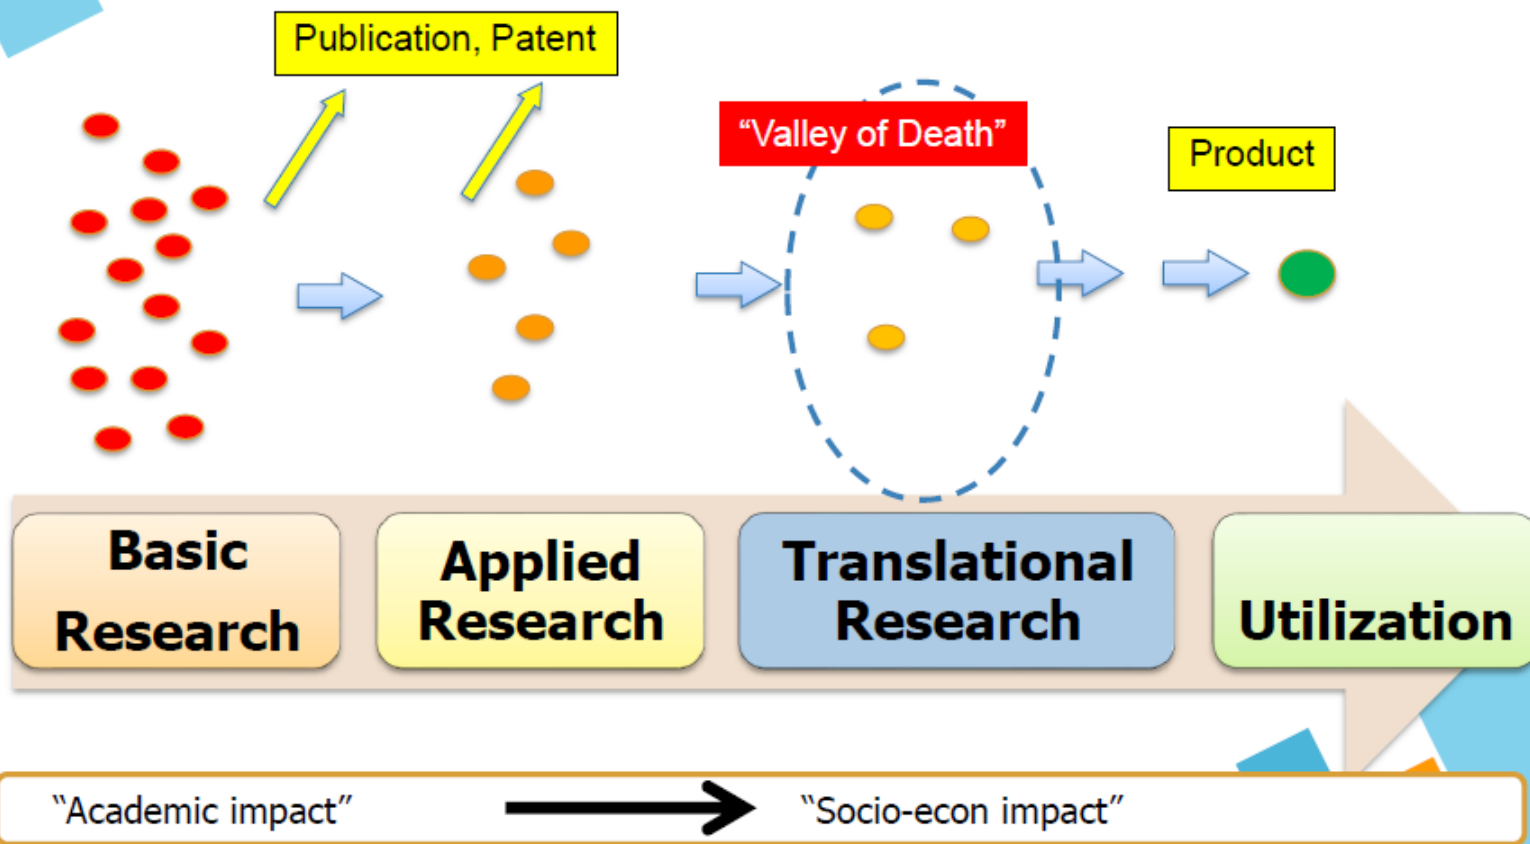 Publication, Patent
“Valley of Death”
Product
Basic
Research
Applied
Research
Translational
Research
Utilization
“Academic impact”
“Socio-econ impact”